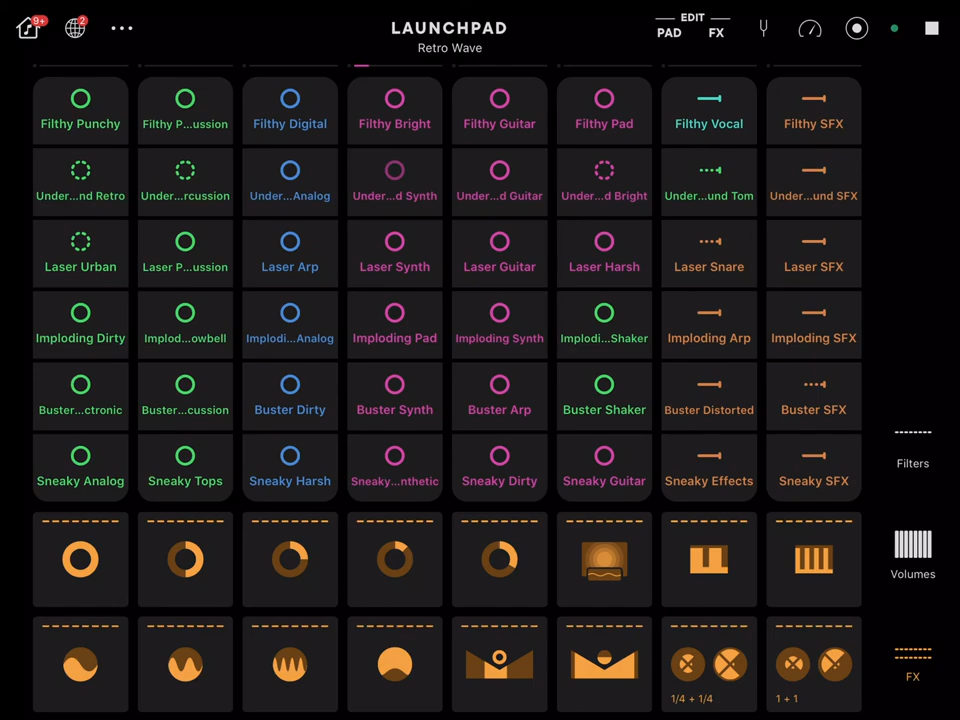 9+
2
LAUNCHPAD
Retro Wave
EDIT
PAD FX
Filthy Punchy Filthy P...ussion Filthy Digital Filthy Bright Filthy Guitar Filthy Pad Filthy Vocal Filthy SFX
Under...nd Retro Under...rcussion Under...Analog Under...d Synth Under...d Guitar Under...d Bright Under...und Tom Under...und SFX
Laser Urban Laser P...ussion Laser Arp Laser Synth Laser Guitar Laser Harsh Laser Snare Laser SFX
Imploding Dirty Implod...owbell Implodi...Analog Imploding Pad Imploding Synth Implodi...Shaker Imploding Arp Imploding SFX
Buster...ctronic Buster...cussion Buster Dirty Buster Synth Buster Arp Buster Shaker Buster Distorted Buster SFX
Filters
Sneaky Analog Sneaky Tops Sneaky Harsh Sneaky...nthetic Sneaky Dirty Sneaky Guitar Sneaky Effects Sneaky SFX
Volumes
FX
1/4 + 1/4 1 + 1